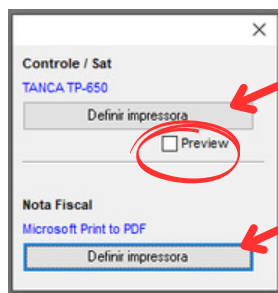 Controle / Sat
TANCA TP-650
Definir impressora
Preview
Nota Fiscal
Microsoft Print to PDF
Definir impressora